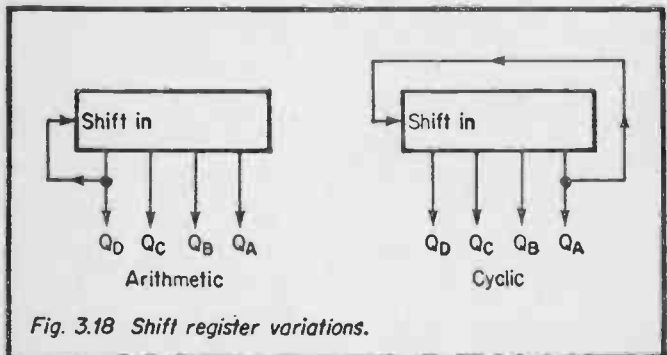 Shift in
Shift in
QD QC QB QA
QD QC QB QA
Arithmetic
Cyclic
Fig. 3.18 Shift register variations.